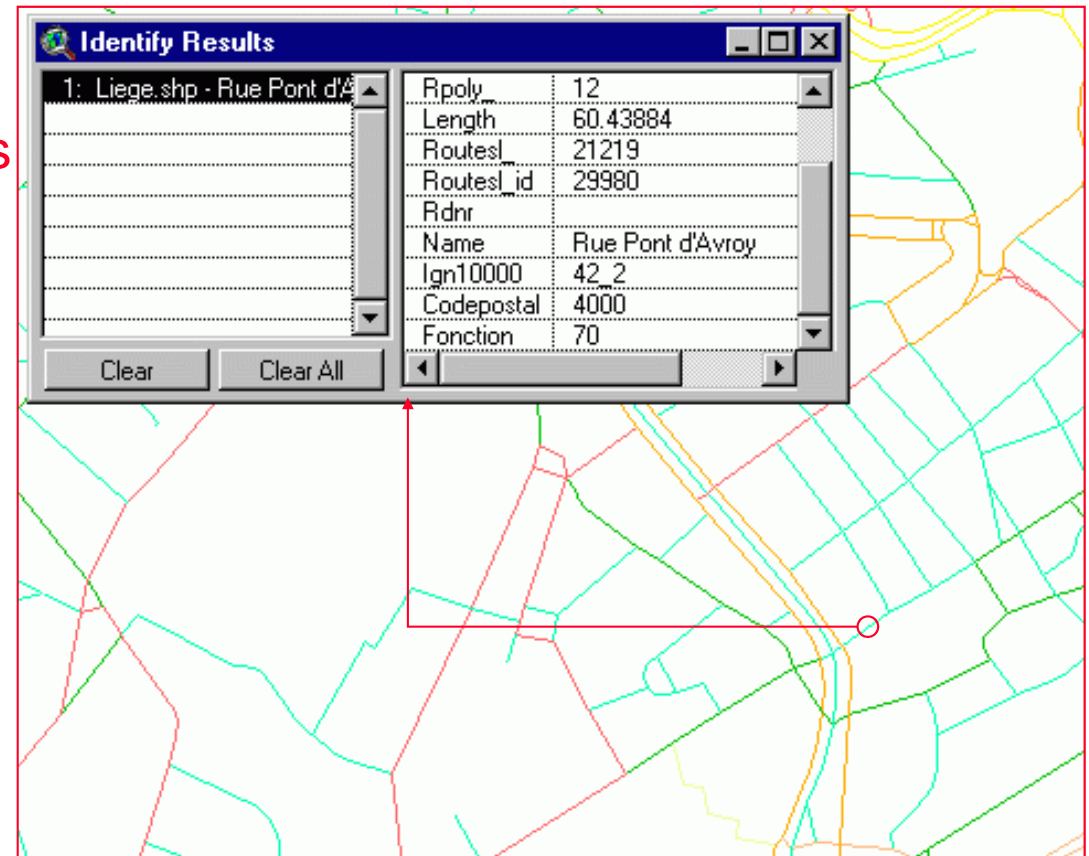 Identify Results
1: Liege.shp - Rue Pont d'A
Rpoly_ 12
Length 60.43884
Routesl_ 21219
Routesl_id 29980
Rdnr
Name Rue Pont d'Avroy
Ign10000 42_2
Codepostal 4000
Fonction 70
Clear Clear All
s